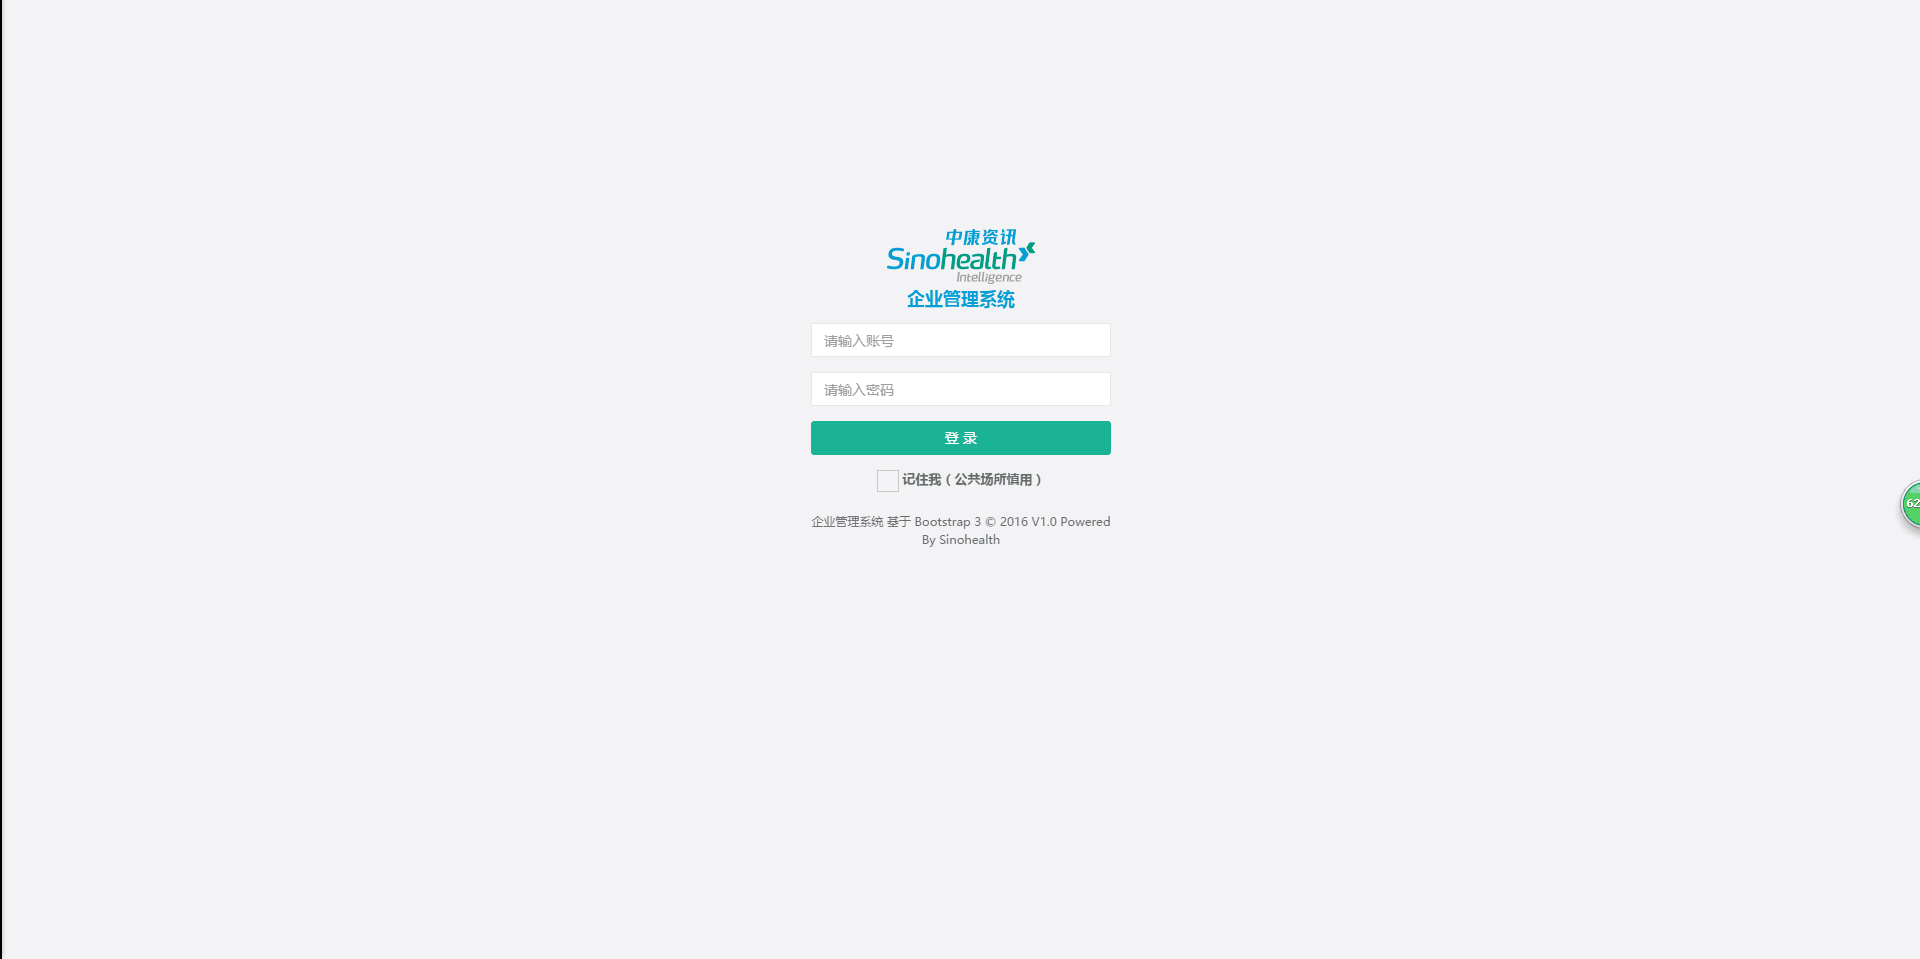 中康资讯
Sinohealth
Intelligence
企业管理系统
请输入账号
请输入密码
登 录
记住我（公共场所慎用）
企业管理系统 基于 Bootstrap 3 © 2016 V1.0 Powered
By Sinohealth
62